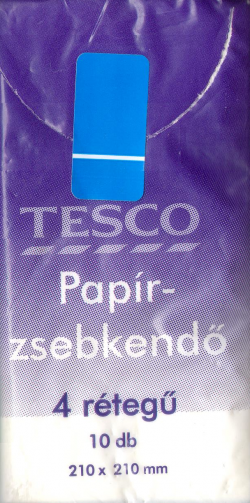 TESCO
Papír-
zsebkendő
4 rétegű
10 db
210 x 210 mm